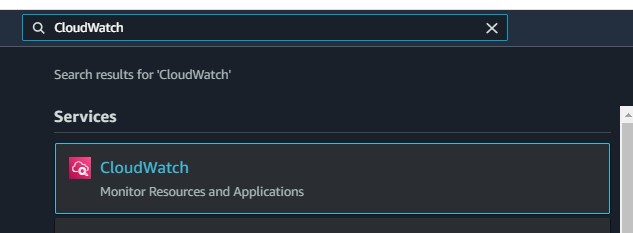 CloudWatch
Search results for 'CloudWatch'
Services
CloudWatch
Monitor Resources and Applications